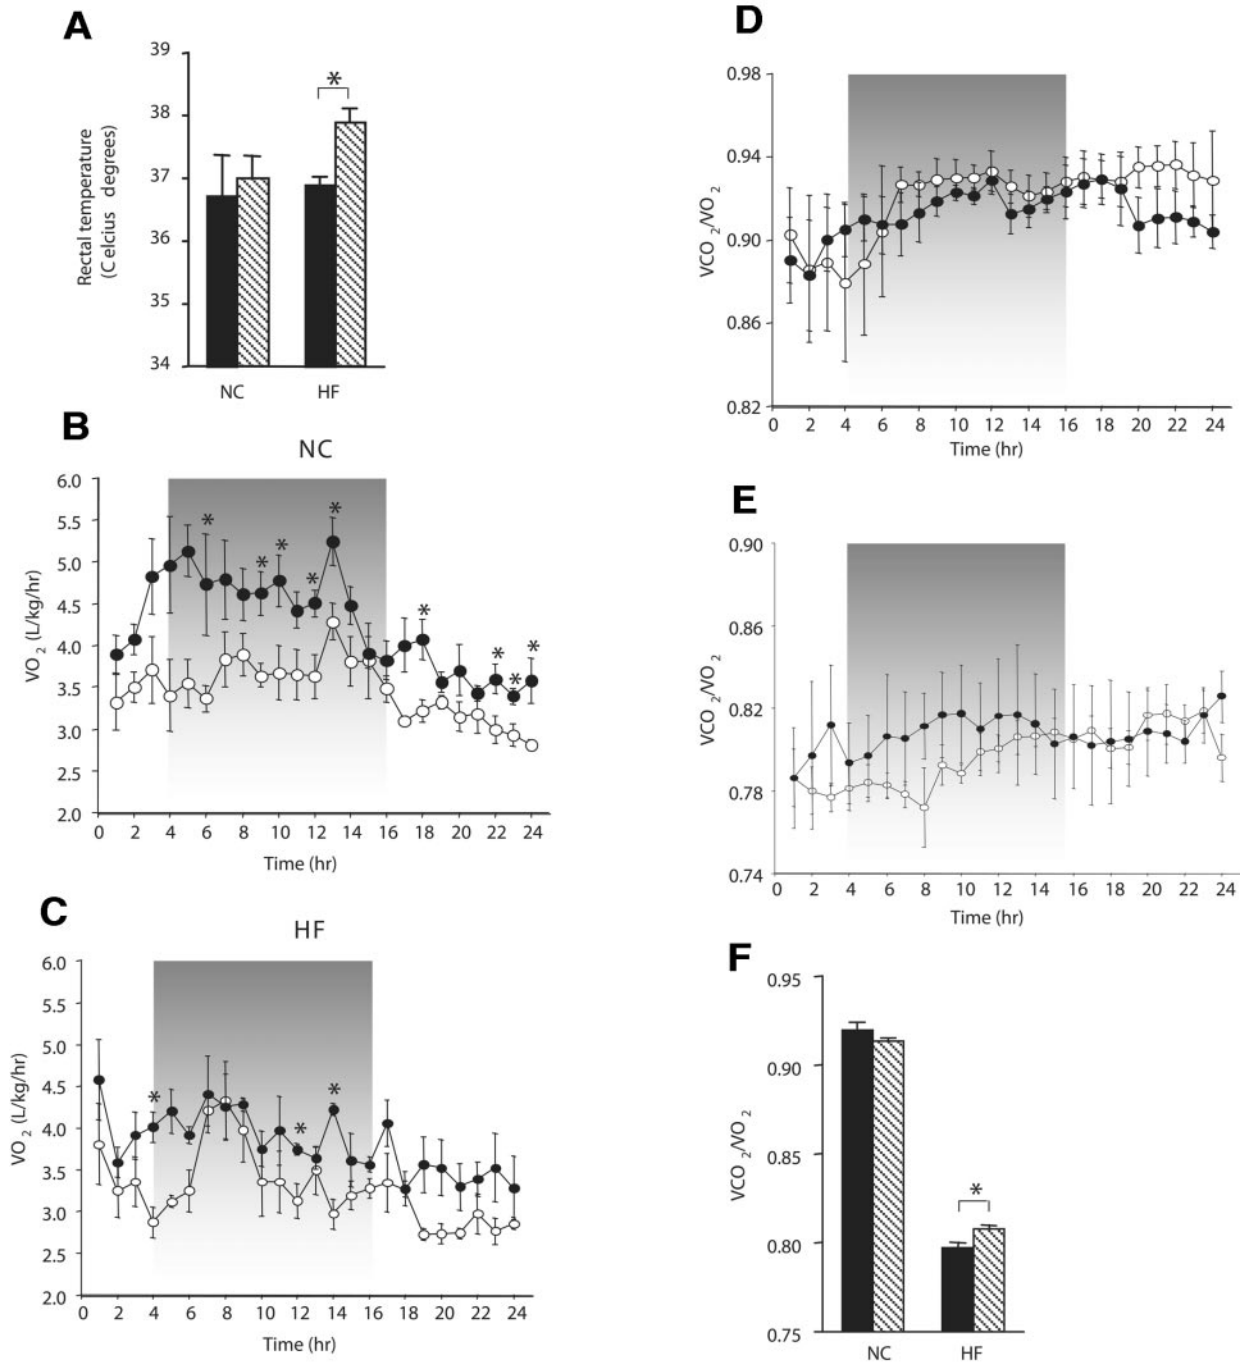 A
39
38
37
36
35
34
Rectal temperature
(Celcius degrees)
*
NC HF
B
NC
6.0
5.5
5.0
4.5
4.0
3.5
3.0
2.5
2.0
VO2 (L/kg/hr)
* * * * * * * * *
0 2 4 6 8 10 12 14 16 18 20 22 24
Time (hr)
C
HF
6.0
5.5
5.0
4.5
4.0
3.5
3.0
2.5
2.0
VO2 (L/kg/hr)
* * *
0 2 4 6 8 10 12 14 16 18 20 22 24
Time (hr)
D
0.98
0.94
0.90
0.86
0.82
VCO2/VO2
0 2 4 6 8 10 12 14 16 18 20 22 24
Time (hr)
E
0.90
0.86
0.82
0.78
0.74
VCO2/VO2
2 4 6 8 10 12 14 16 18 20 22 24
Time (hr)
F
0.95
0.90
0.85
0.80
0.75
VCO2/VO2
*
NC HF